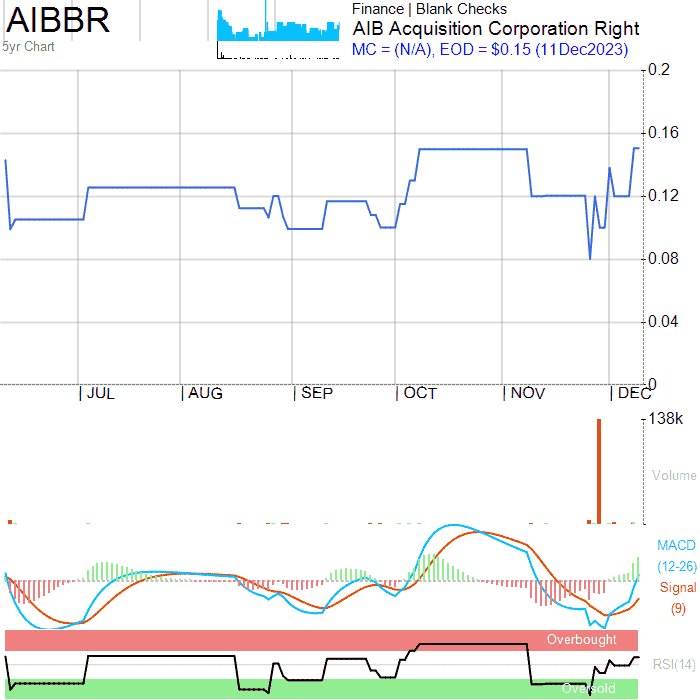 AIBBR
5yr Chart
Finance | Blank Checks
AIB Acquisition Corporation Right
MC = (N/A), EOD = $0.15 (11Dec2023)
0.2
0.16
0.12
0.08
0.04
0
| JUL | AUG | SEP | OCT | NOV | DEC
138k
Volume
MACD
(12-26)
Signal
(9)
Overbought
RSI(14)
Oversold